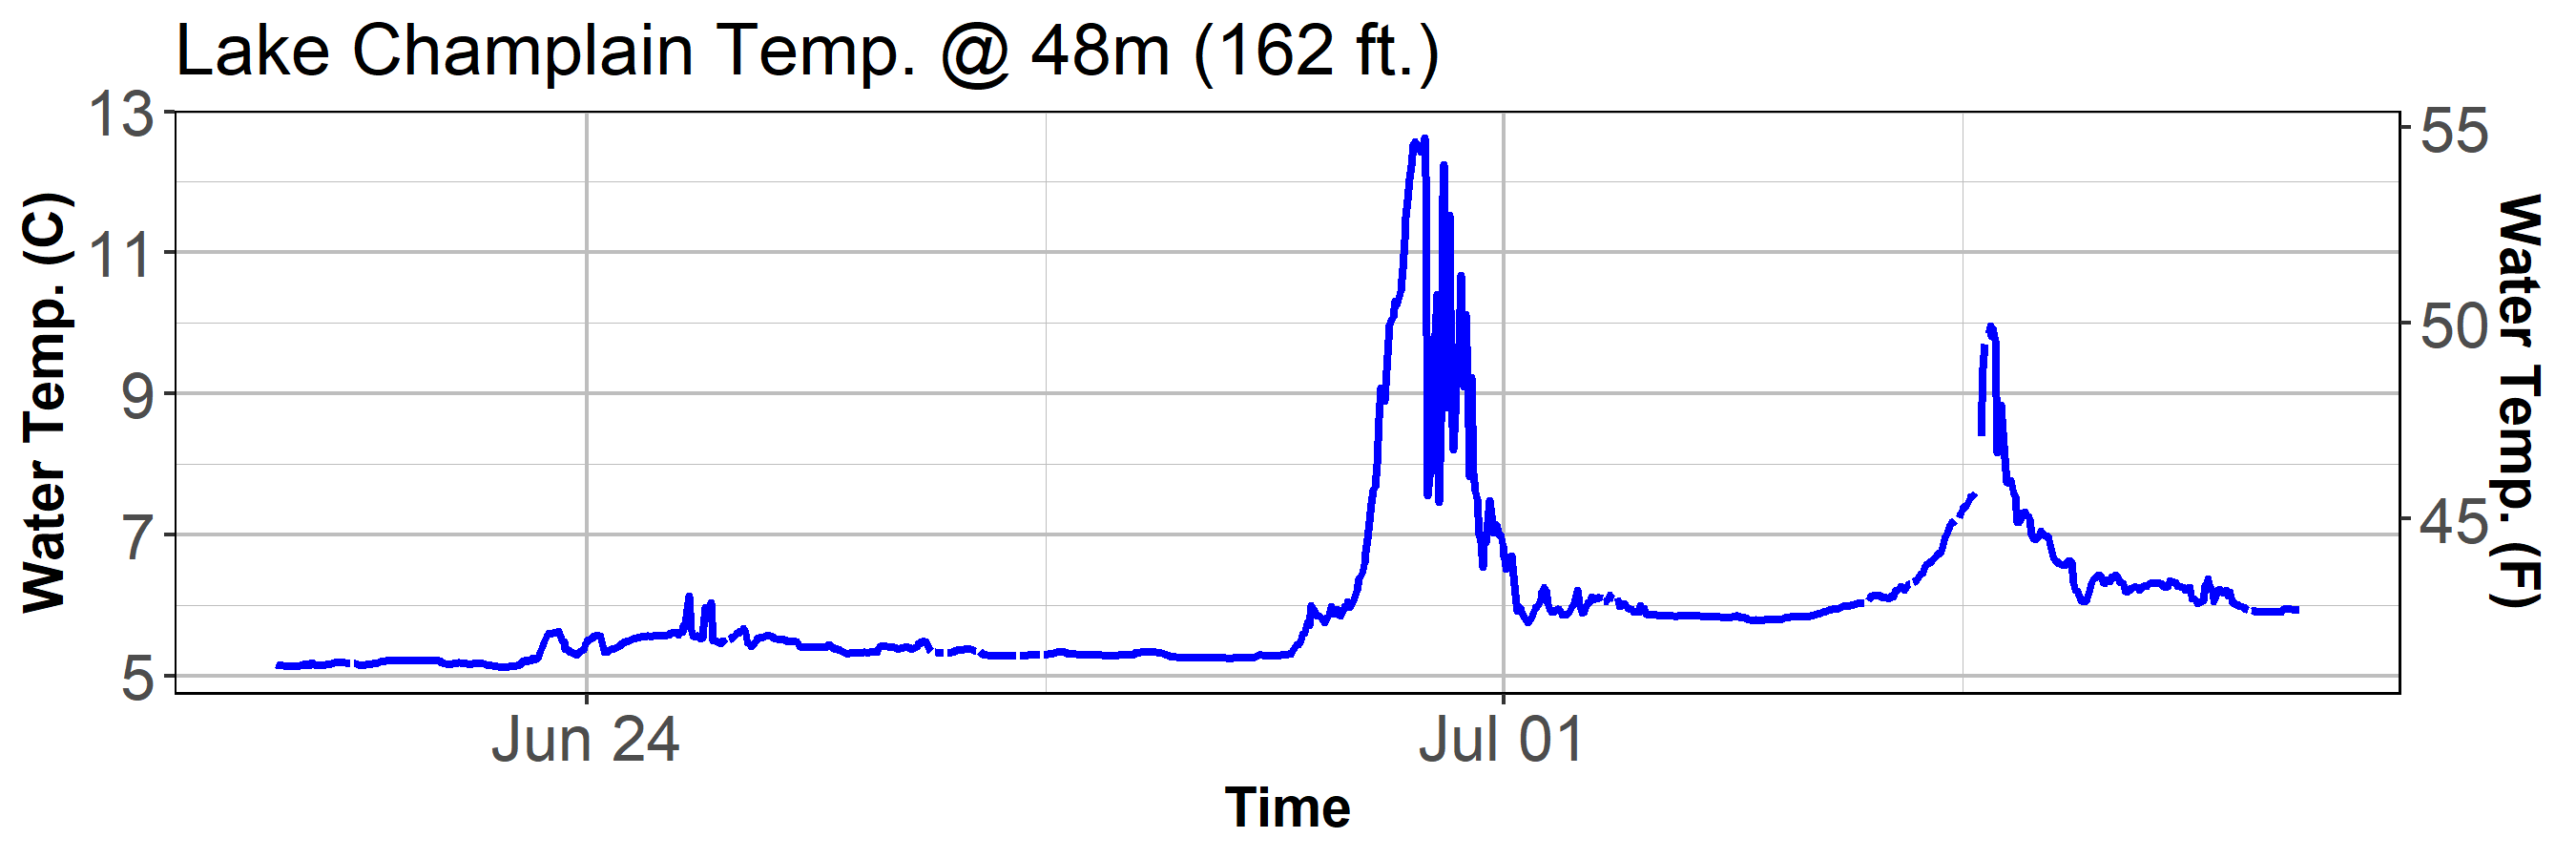 Lake Champlain Temp. @ 48m (162 ft.)
Water Temp. (C)
13
11
9
7
5
55
50
45
Water Temp. (F)
Jun 24
Jul 01
Time